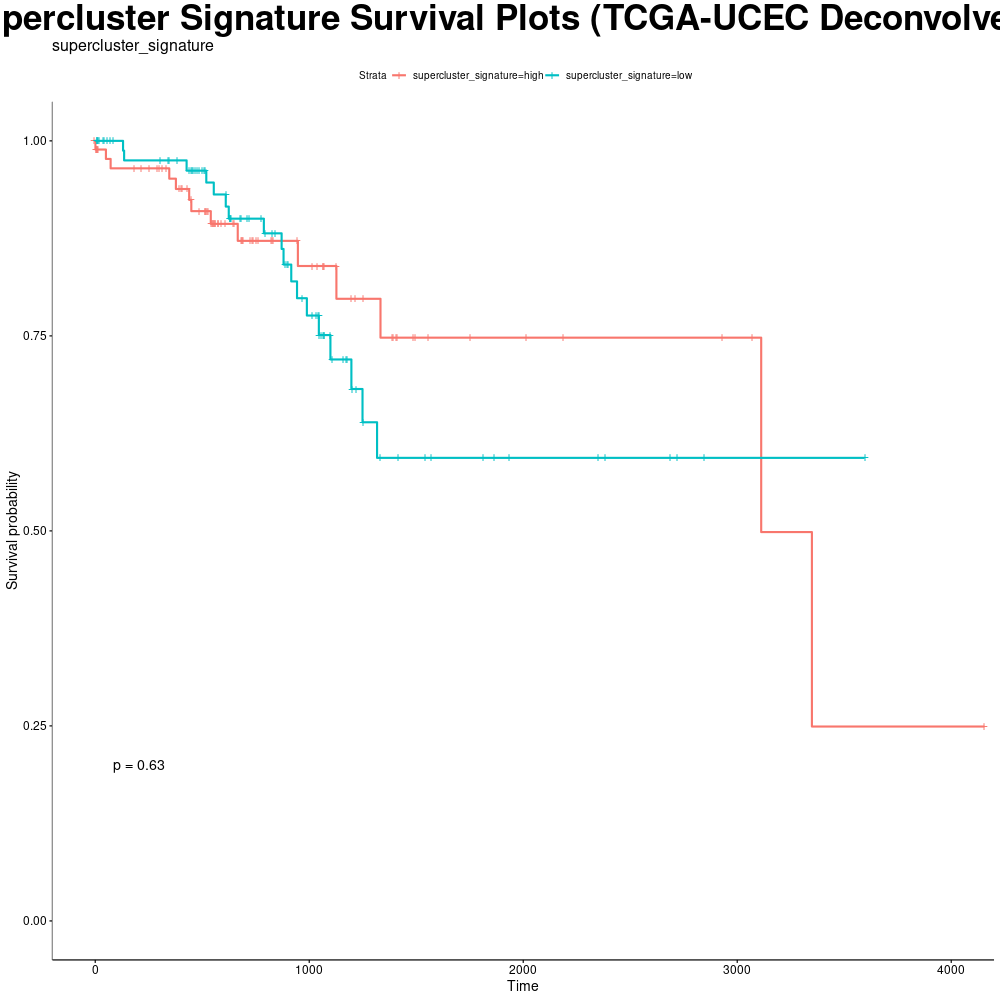 percluster Signature Survival Plots (TCGA-UCEC Deconvolve
supercluster_signature
Strata supercluster_signature=high supercluster_signature=low
1.00
0.75
0.50
0.25
0.00
Survival probability
p = 0.63
0 1000 2000 3000 4000
Time